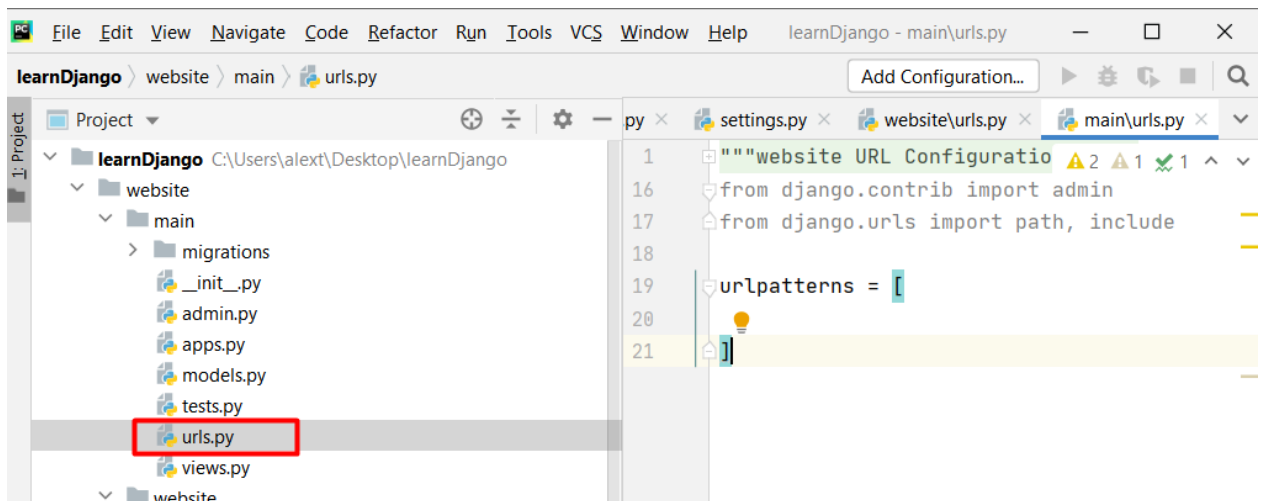 PC File Edit View Navigate Code Refactor Run Tools VCS Window Help learnDjango - main\urls.py
learnDjango website main urls.py Add Configuration...
1: Project
Project
.py settings.py website\urls.py main\urls.py
learnDjango C:\Users\alext\Desktop\learnDjango
website
main
migrations
__init__.py
admin.py
apps.py
models.py
tests.py
urls.py
views.py
website
1 """website URL Configuratio 2 1 1
16 from django.contrib import admin
17 from django.urls import path, include
18
19 urlpatterns = [
20
21 ]